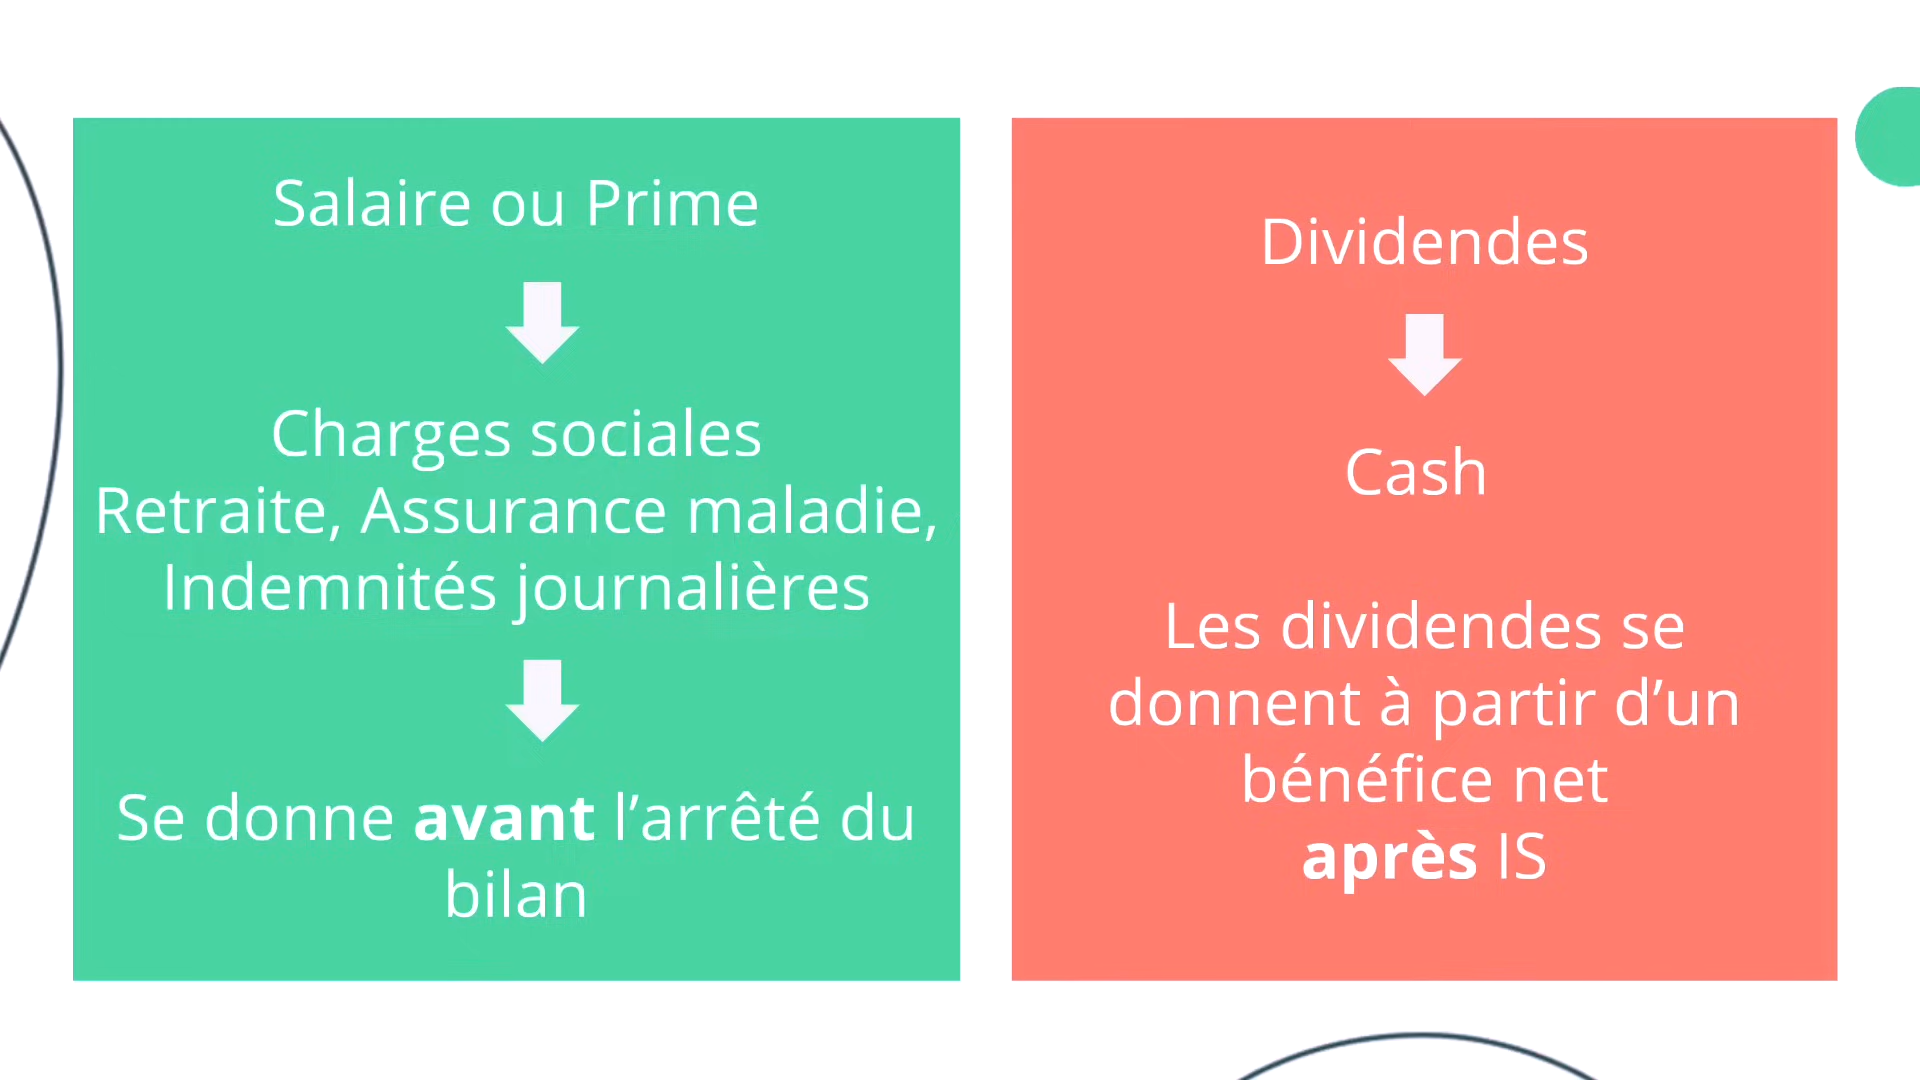 Salaire ou Prime
Charges sociales
Retraite, Assurance maladie,
Indemnités journalières
Se donne avant l’arrêté du
bilan
Dividendes
Cash
Les dividendes se
donnent à partir d’un
bénéfice net
après IS